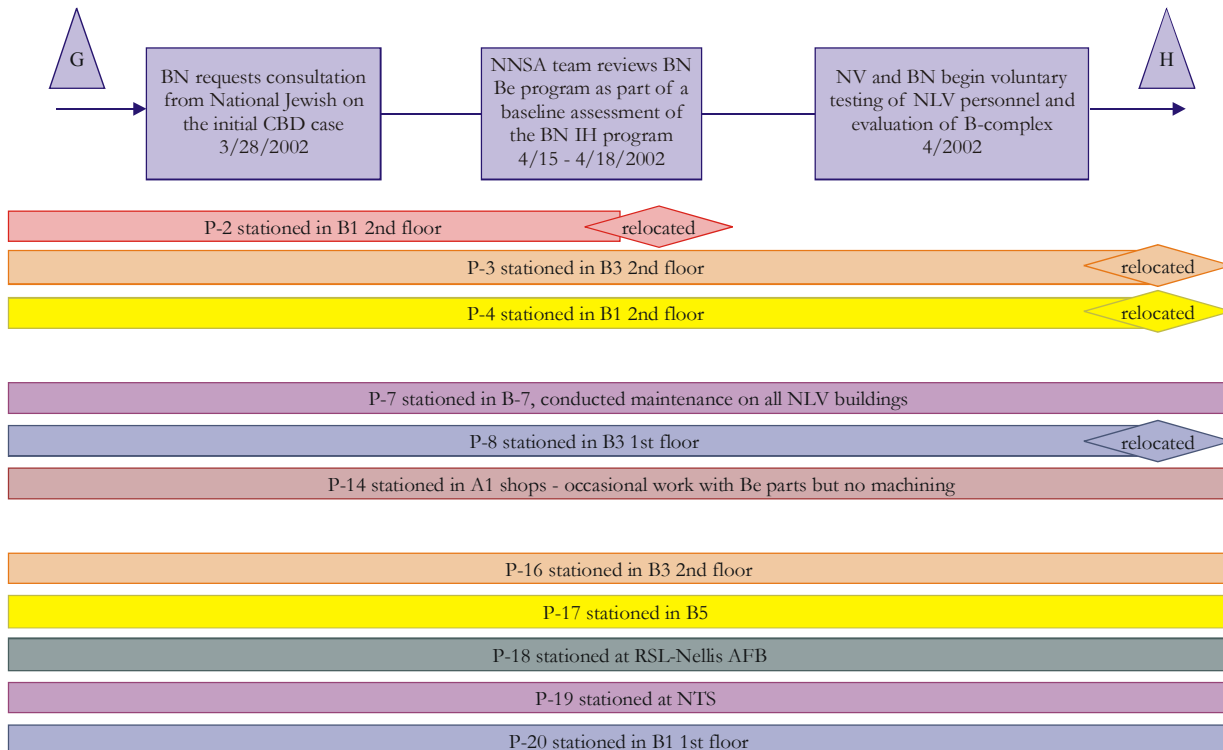 G
BN requests consultation
from National Jewish on
the initial CBD case
3/28/2002
NNSA team reviews BN
Be program as part of a
baseline assessment of
the BN IH program
4/15 - 4/18/2002
NV and BN begin voluntary
testing of NLV personnel and
evaluation of B-complex
4/2002
H
P-2 stationed in B1 2nd floor
relocated
P-3 stationed in B3 2nd floor
relocated
P-4 stationed in B1 2nd floor
relocated
P-7 stationed in B-7, conducted maintenance on all NLV buildings
P-8 stationed in B3 1st floor
relocated
P-14 stationed in A1 shops - occasional work with Be parts but no machining
P-16 stationed in B3 2nd floor
P-17 stationed in B5
P-18 stationed at RSL-Nellis AFB
P-19 stationed at NTS
P-20 stationed in B1 1st floor